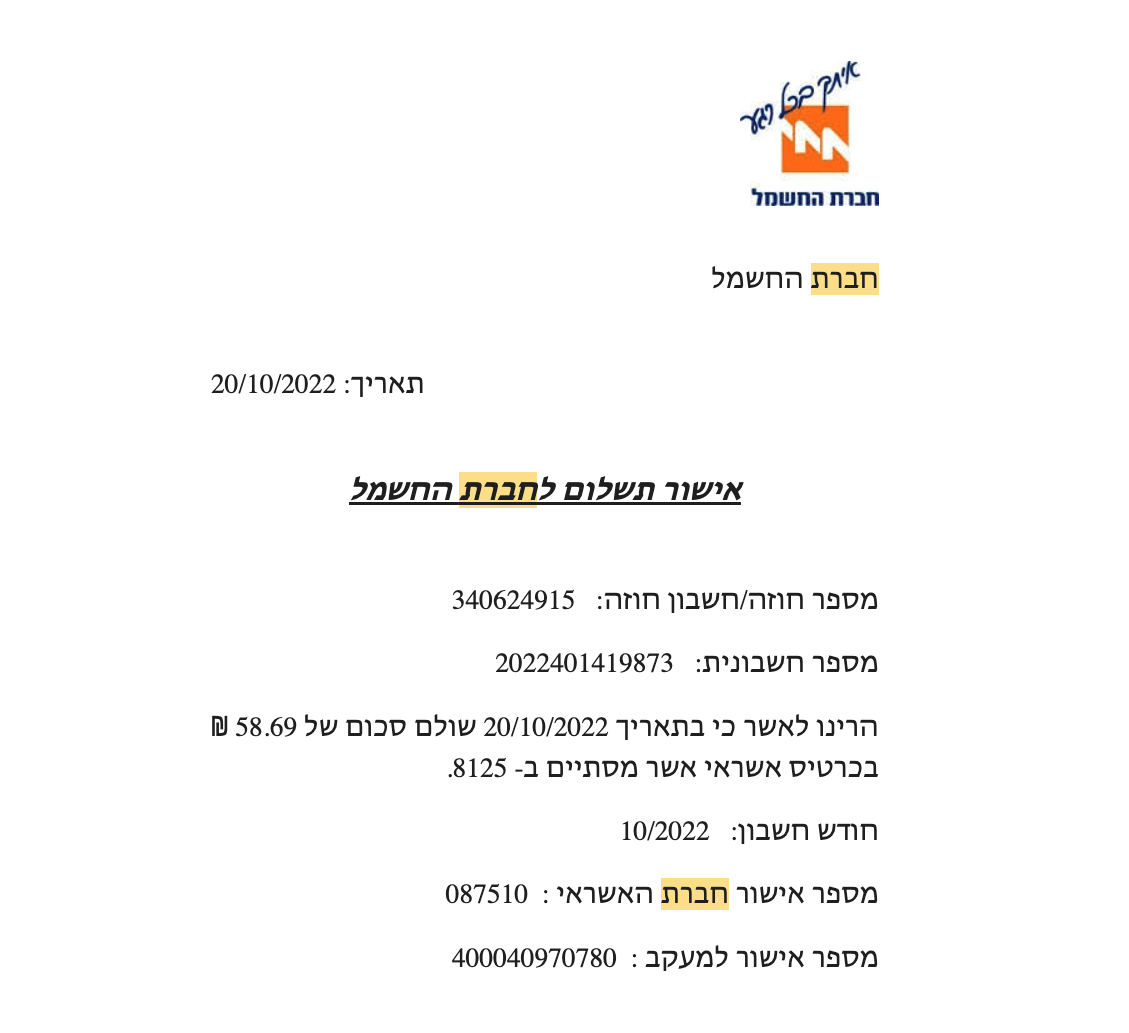 איתך בכל רגע
חברת החשמל
חברת החשמל
תאריך: 20/10/2022
אישור תשלום לחברת החשמל
מספר חוזה/חשבון חוזה: 340624915
מספר חשבונית: 2022401419873
הרינו לאשר כי בתאריך 20/10/2022 שולם סכום של 58.69 ₪
בכרטיס אשראי אשר מסתיים ב- 8125.
חודש חשבון: 10/2022
מספר אישור חברת האשראי : 087510
מספר אישור למעקב : 400040970780